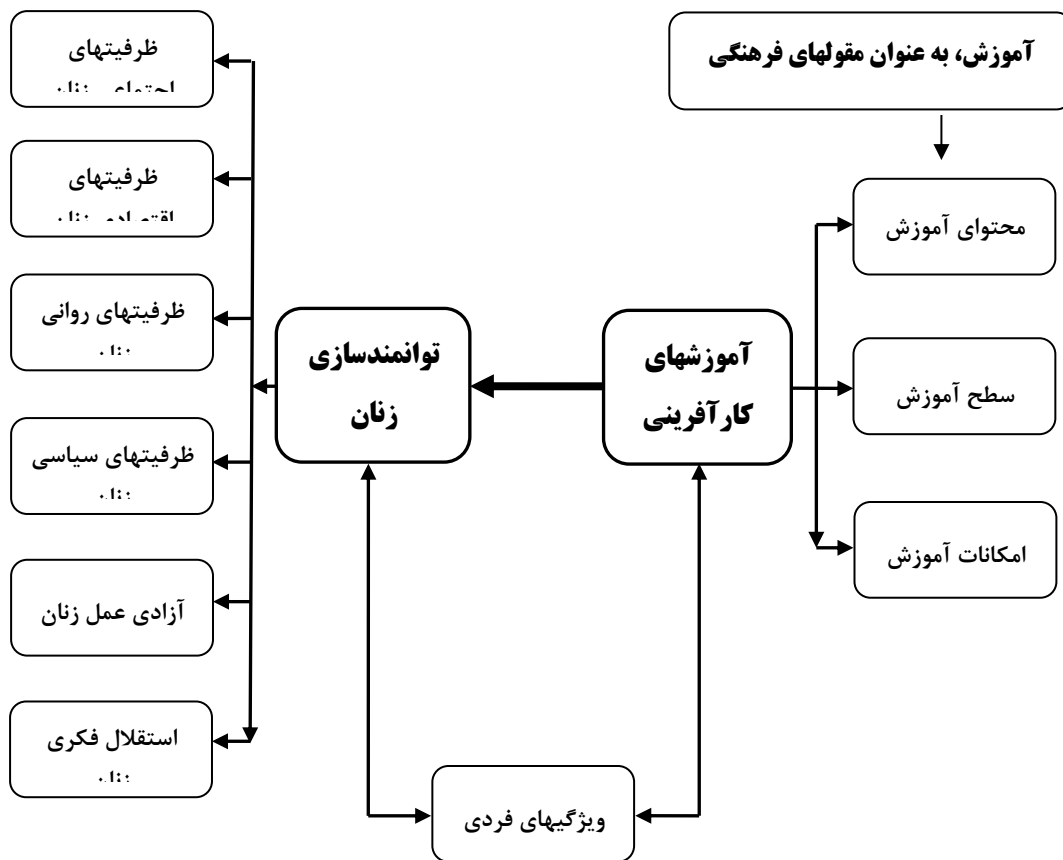 آموزش، به عنوان مقولهای فرهنگی
محتوای آموزش
سطح آموزش
امکانات آموزش
آموزشهای
کارآفرینی
توانمندسازی
زنان
ویژگیهای فردی
ظرفیتهای
ظرفیتهای
ظرفیتهای روانی
ظرفیتهای سیاسی
آزادی عمل زنان
استقلال فکری